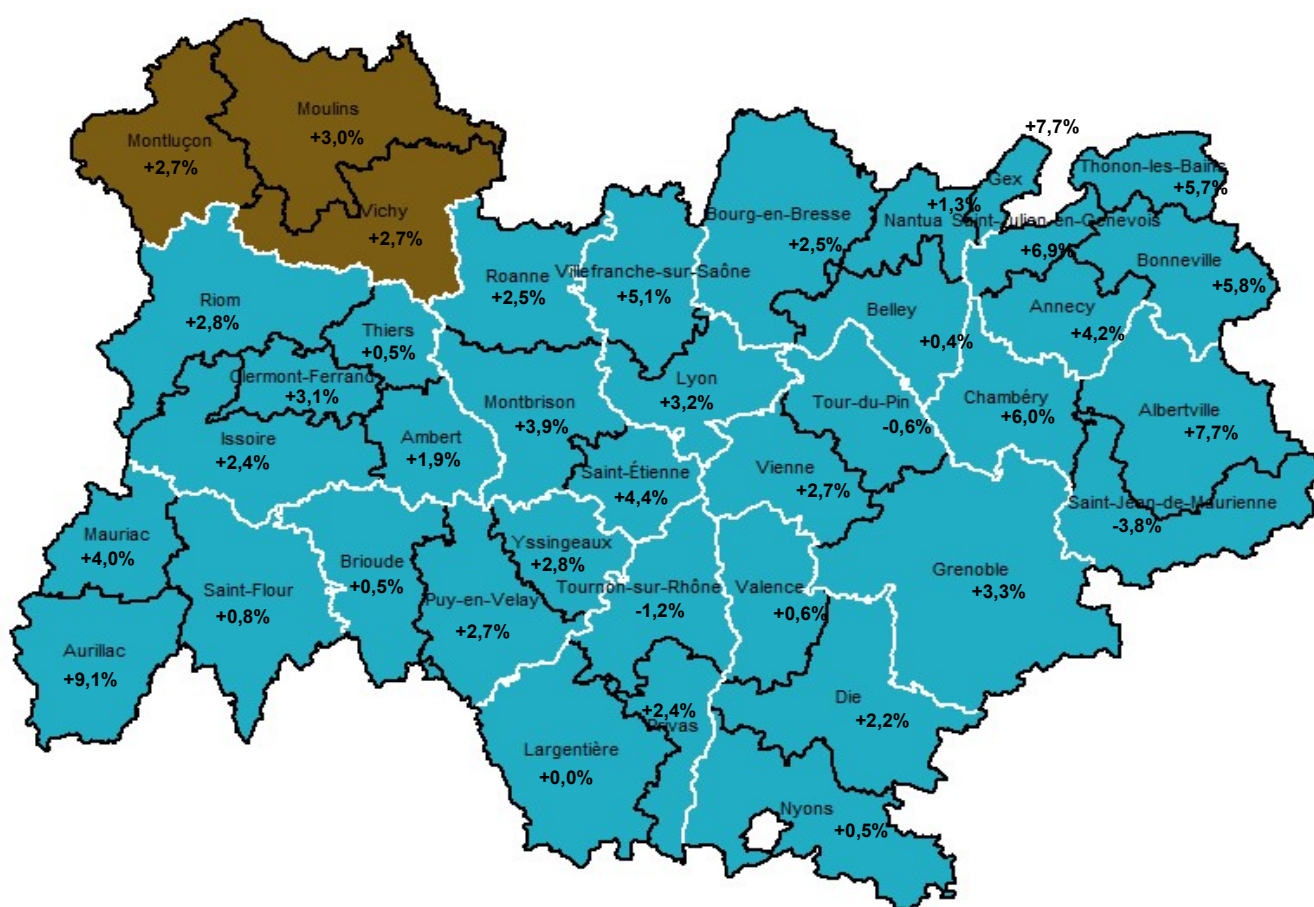 Moulins
+3,0%
Montluçon
+2,7%
Vichy
+2,7%
+7,7%
Gex
Thonon-les-Bains
+5,7%
Bourg-en-Bresse
+2,5%
+1,3%
Nantua
Saint-Julien-en-Genevois
+6,9%
Bonneville
+5,8%
Roanne
+2,5%
Villefranche-sur-Saône
+5,1%
Riom
+2,8%
Thiers
+0,5%
Belley
+0,4%
Annecy
+4,2%
Clermont-Ferrand
+3,1%
Lyon
+3,2%
Montbrison
+3,9%
Tour-du-Pin
-0,6%
Chambéry
+6,0%
Albertville
+7,7%
Issoire
+2,4%
Ambert
+1,9%
Saint-Étienne
+4,4%
Vienne
+2,7%
Saint-Jean-de-Maurienne
-3,8%
Mauriac
+4,0%
Saint-Flour
+0,8%
Brioude
+0,5%
Yssingeaux
+2,8%
Puy-en-Velay
+2,7%
Tournon-sur-Rhône
-1,2%
Valence
+0,6%
Grenoble
+3,3%
Aurillac
+9,1%
Die
+2,2%
+2,4%
Privas
Largentière
+0,0%
Nyons
+0,5%